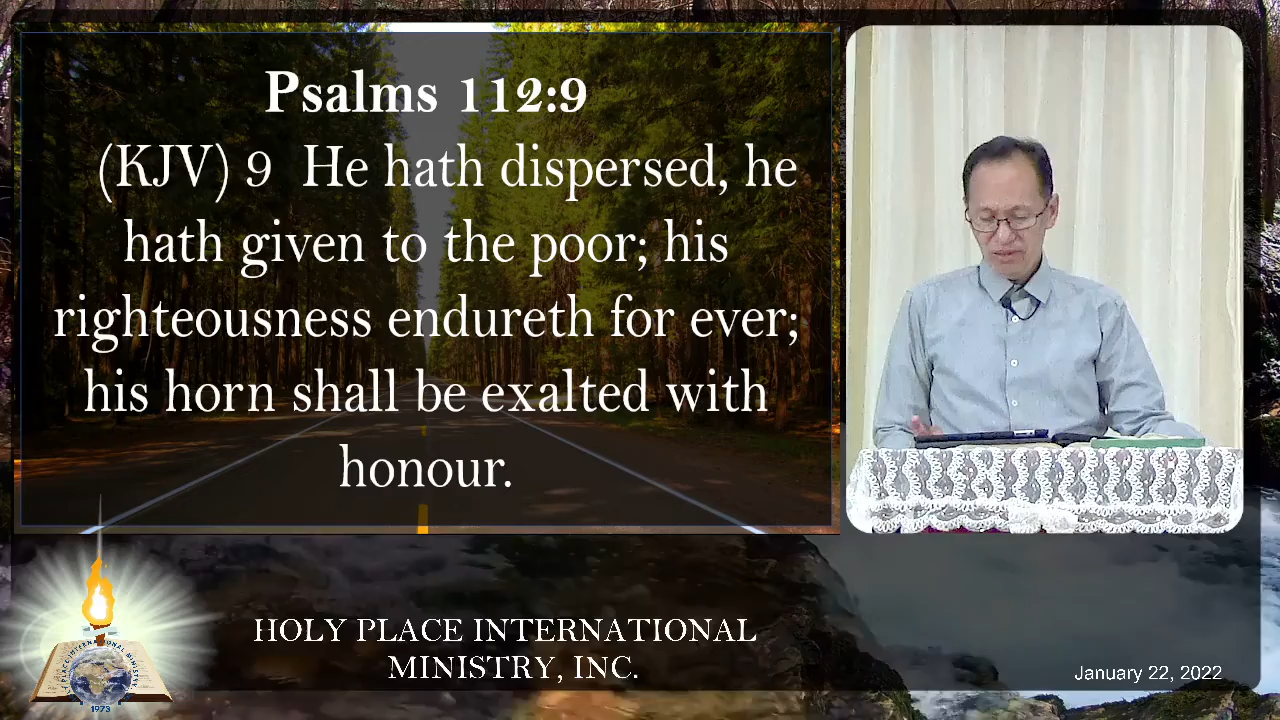 Psalms 112:9
(KJV) 9 He hath dispersed, he
hath given to the poor; his
righteousness endureth for ever;
his horn shall be exalted with
honour.
HOLY PLACE INTERNATIONAL
MINISTRY, INC.
January 22, 2022
1973